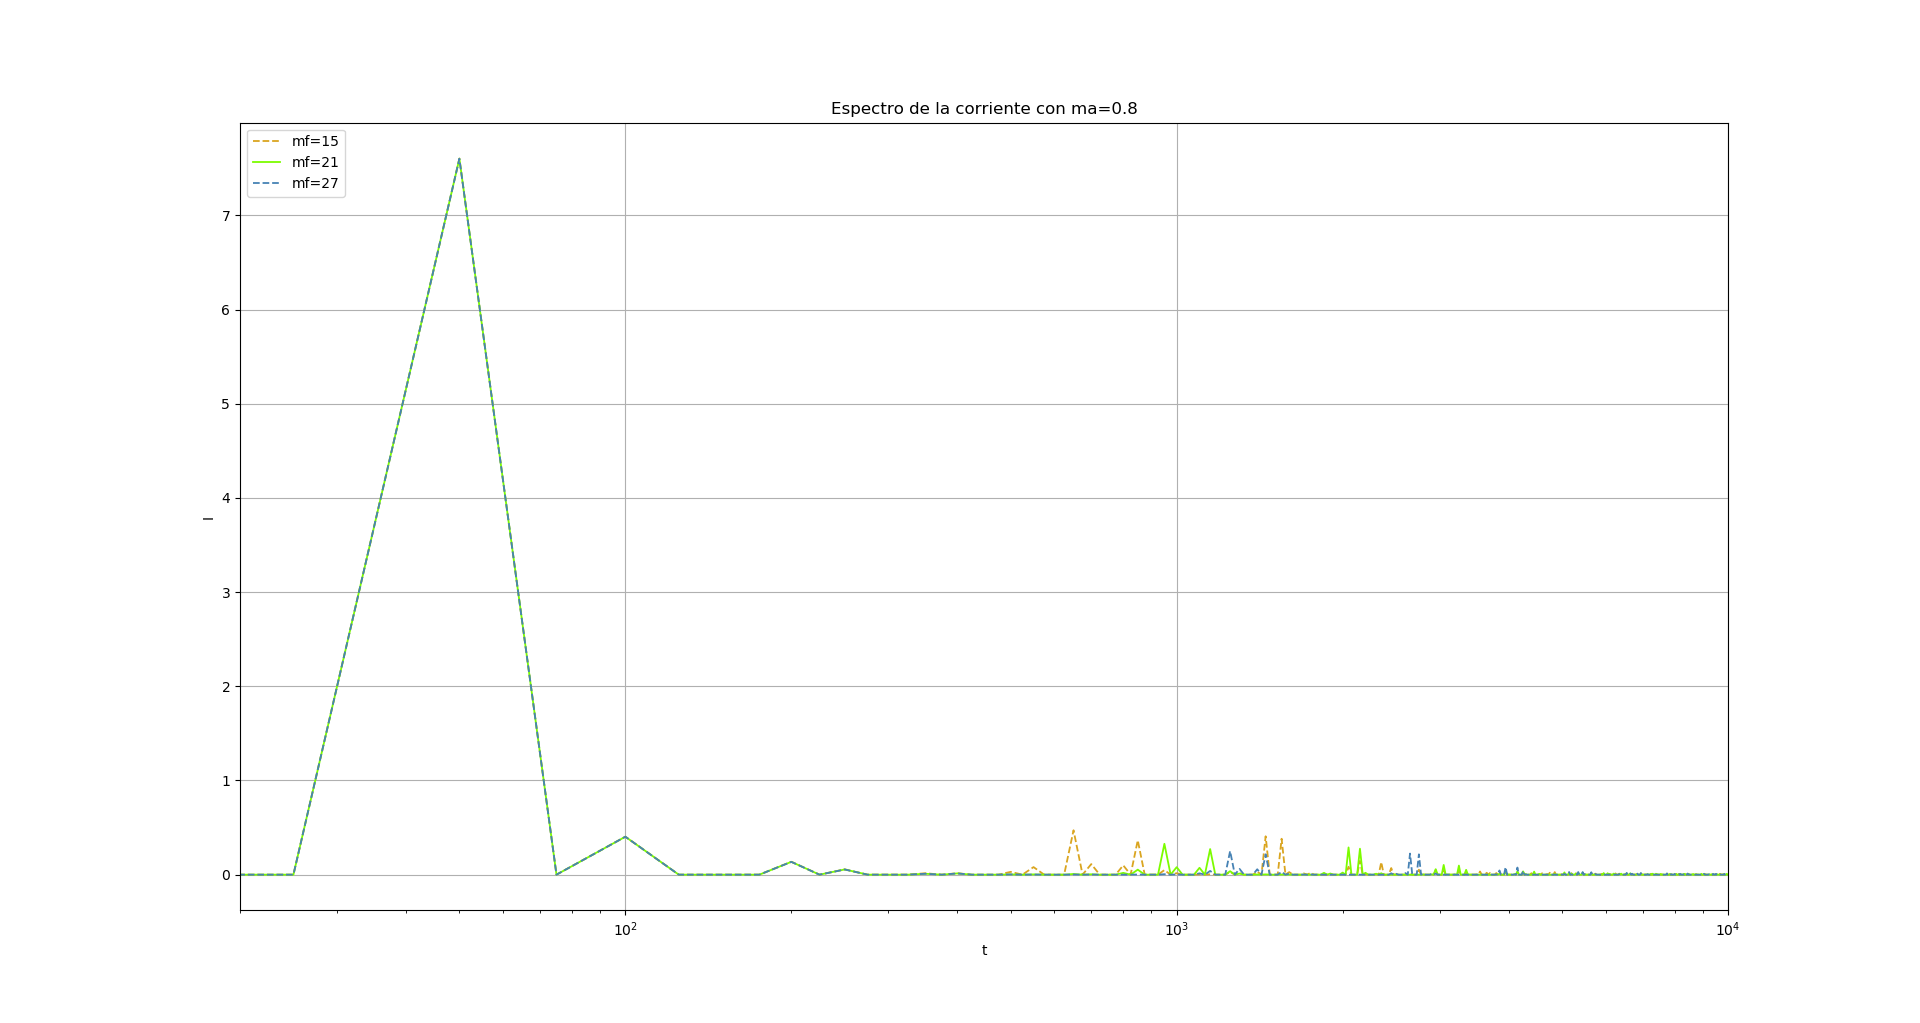 Espectro de la corriente con ma=0.8
mf=15
mf=21
mf=27
7
6
5
4
3
2
1
0
I
10²
10³
10⁴
t